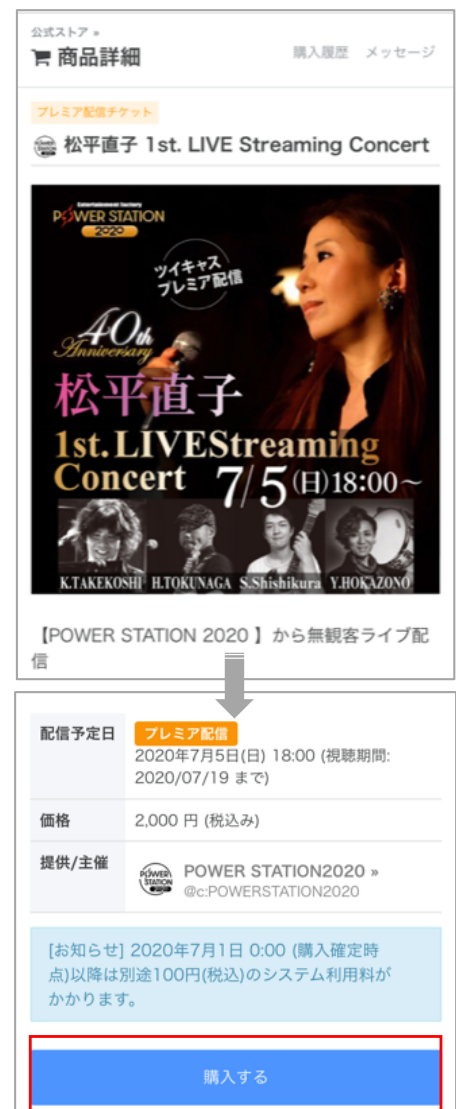 公式ストア »
商品詳細
購入履歴 メッセージ
プレミア配信チケット
松平直子 1st. LIVE Streaming Concert
Entertainment Factory
POWER STATION
2020
ツイキャス
プレミア配信
40th
Anniversary
松平直子
1st. LIVE Streaming
Concert 7/5(日)18:00~
K.TAKEKOSHI H.TOKUNAGA S.Shishikura Y.HOKAZONO
【POWER STATION 2020 】から無観客ライブ配
信
配信予定日
プレミア配信
2020年7月5日(日) 18:00 (視聴期間:
2020/07/19 まで)
価格
2,000 円 (税込み)
提供/主催
POWER STATION 2020
POWER STATION2020 »
@c:POWERSTATION2020
[お知らせ] 2020年7月1日 0:00 (購入確定時
点)以降は別途100円(税込)のシステム利用料が
かかります。
購入する